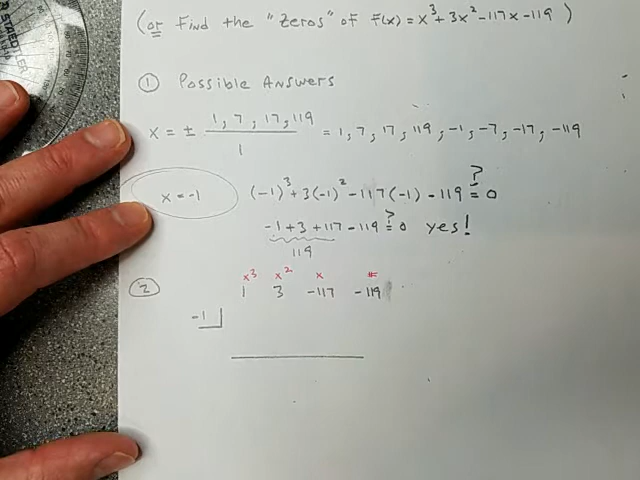 (or Find the "Zeros" of F(x) = x³ + 3x² - 117x - 119 )
① Possible Answers
x = ± 1, 7, 17, 119 / 1 = 1, 7, 17, 119, -1, -7, -17, -119
x = -1 (-1)³ + 3(-1)² - 117(-1) - 119 ?= 0
-1 + 3 + 117 - 119 ?= 0 yes!
119
② x³ x² x #
1 3 -117 -119
-1
STAEDTLER